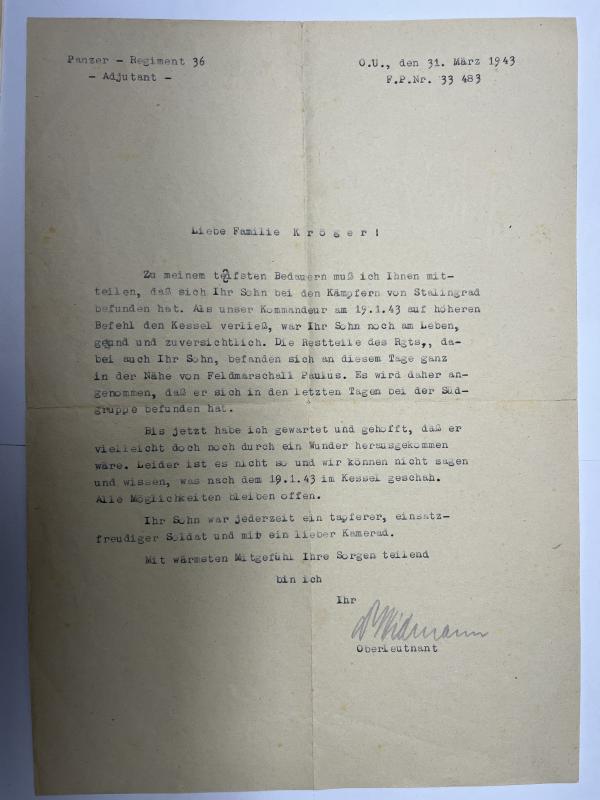 Panzer - Regiment 36
- Adjutant -
O.U., den 31. März 1943
F.P.Nr. 33 483
Liebe Familie K r ö g e r !
Zu meinem tefsten Bedauern muß ich Ihnen mit-
teilen, daß sich Ihr Sohn bei den Kämpfern von Stalingrad
befunden hat. Als unser Kommandeur am 19.1.43 auf höheren
Befehl den Kessel verließ, war Ihr Sohn noch am Leben,
gesund und zuversichtlich. Die Restteile des Rgts,, da-
bei auch Ihr Sohn, befanden sich an diesem Tage ganz
in der Nähe von Feldmarschall Paulus. Es wird daher an-
genommen, daß er sich in den letzten Tagen bei der Süd-
gruppe befunden hat.
Bis jetzt habe ich gewartet und gehofft, daß er
vielleicht doch noch durch ein Wunder herausgekommen
wäre. Leider ist es nicht so und wir können nicht sagen
und wissen, was nach dem 19.1.43 im Kessel geschah.
Alle Möglichkeiten bleiben offen.
Ihr Sohn war jederzeit ein tapferer, einsatz-
freudiger Soldat und mir ein lieber Kamerad.
Mit wärmsten Mitgefühl Ihre Sorgen teilend
bin ich
Ihr
Widmann
Oberleutnant